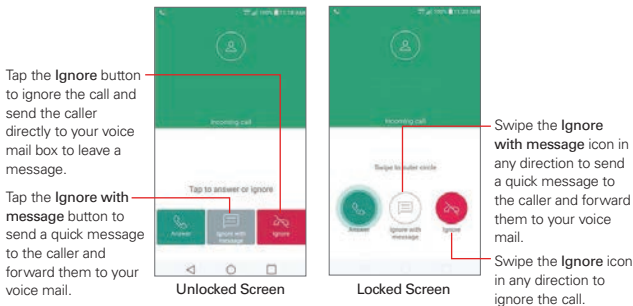 Tap the Ignore button
to ignore the call and
send the caller
directly to your voice
mail box to leave a
message.
Tap the Ignore with
message button to
send a quick message
to the caller and
forward them to your
voice mail.
Incoming call
Tap to answer or ignore
Answer
Ignore with
message
Ignore
Unlocked Screen
Incoming call
Swipe to outer circle
Answer
Ignore with
message
Ignore
Locked Screen
Swipe the Ignore
with message icon in
any direction to send
a quick message to
the caller and forward
them to your voice
mail.
Swipe the Ignore icon
in any direction to
ignore the call.